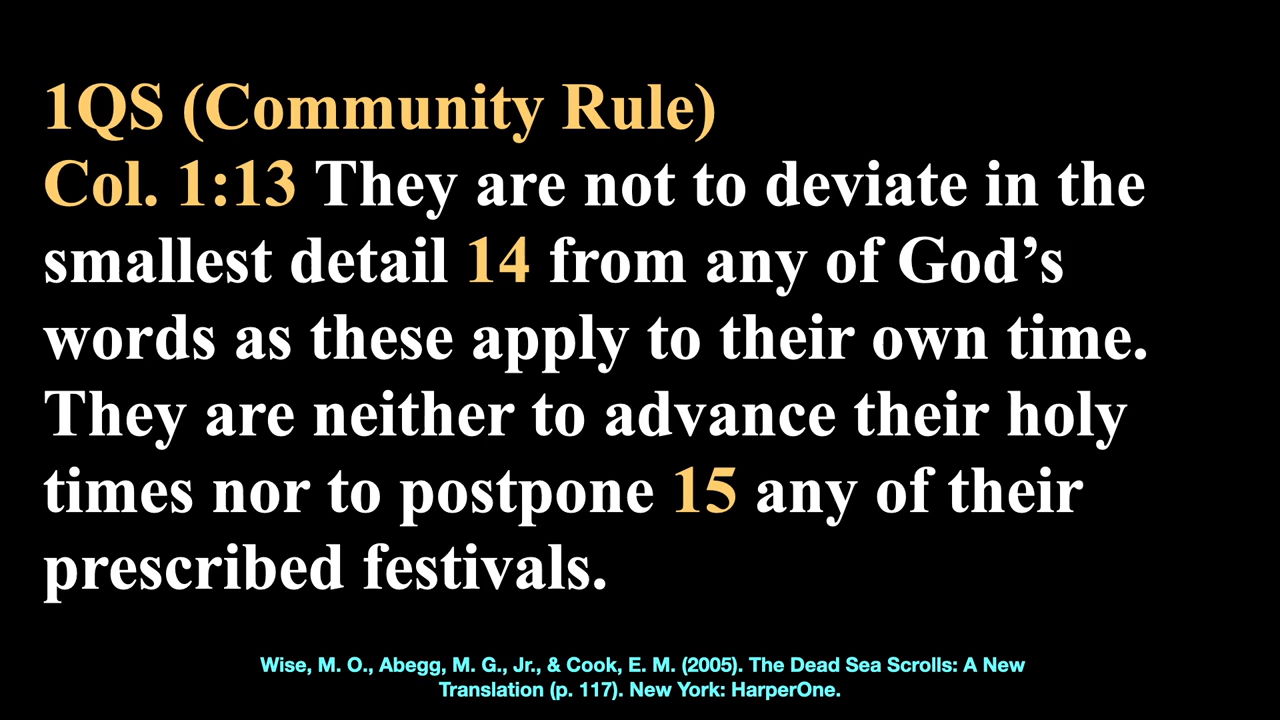 1QS (Community Rule)
Col. 1:13 They are not to deviate in the
smallest detail 14 from any of God’s
words as these apply to their own time.
They are neither to advance their holy
times nor to postpone 15 any of their
prescribed festivals.
Wise, M. O., Abegg, M. G., Jr., & Cook, E. M. (2005). The Dead Sea Scrolls: A New
Translation (p. 117). New York: HarperOne.